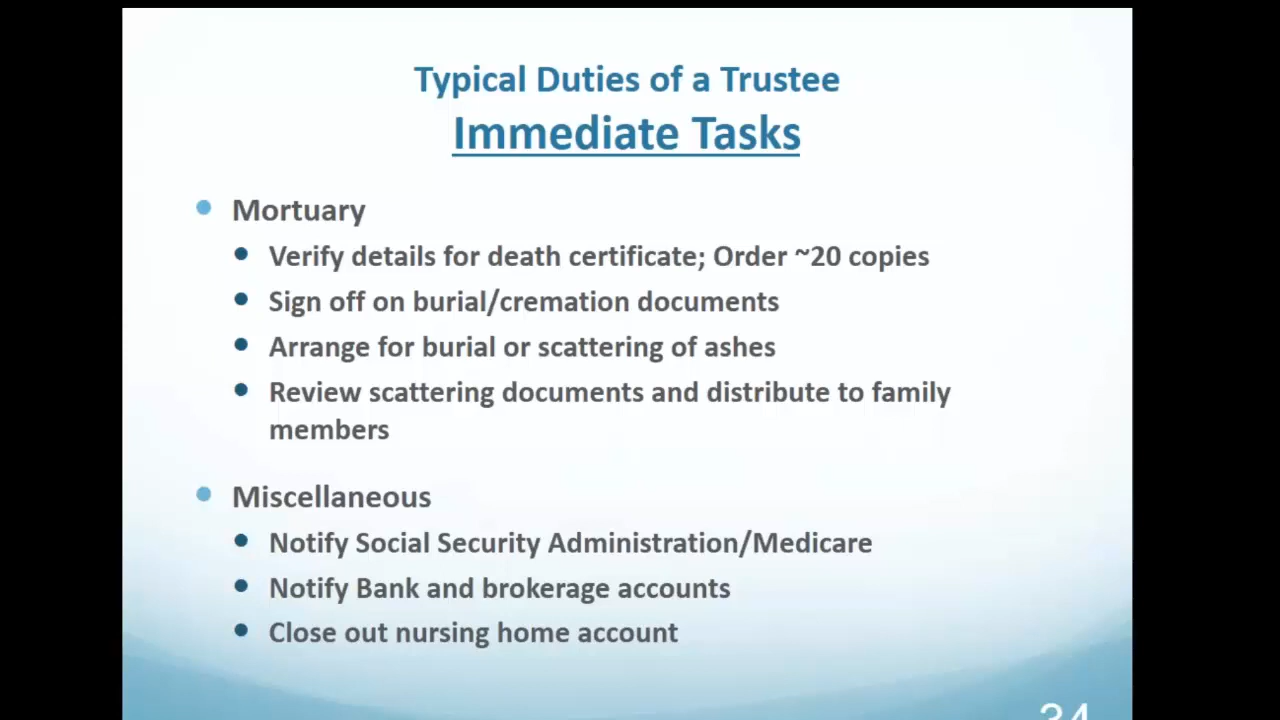 Typical Duties of a Trustee
Immediate Tasks
Mortuary
Verify details for death certificate; Order ~20 copies
Sign off on burial/cremation documents
Arrange for burial or scattering of ashes
Review scattering documents and distribute to family
members
Miscellaneous
Notify Social Security Administration/Medicare
Notify Bank and brokerage accounts
Close out nursing home account
34